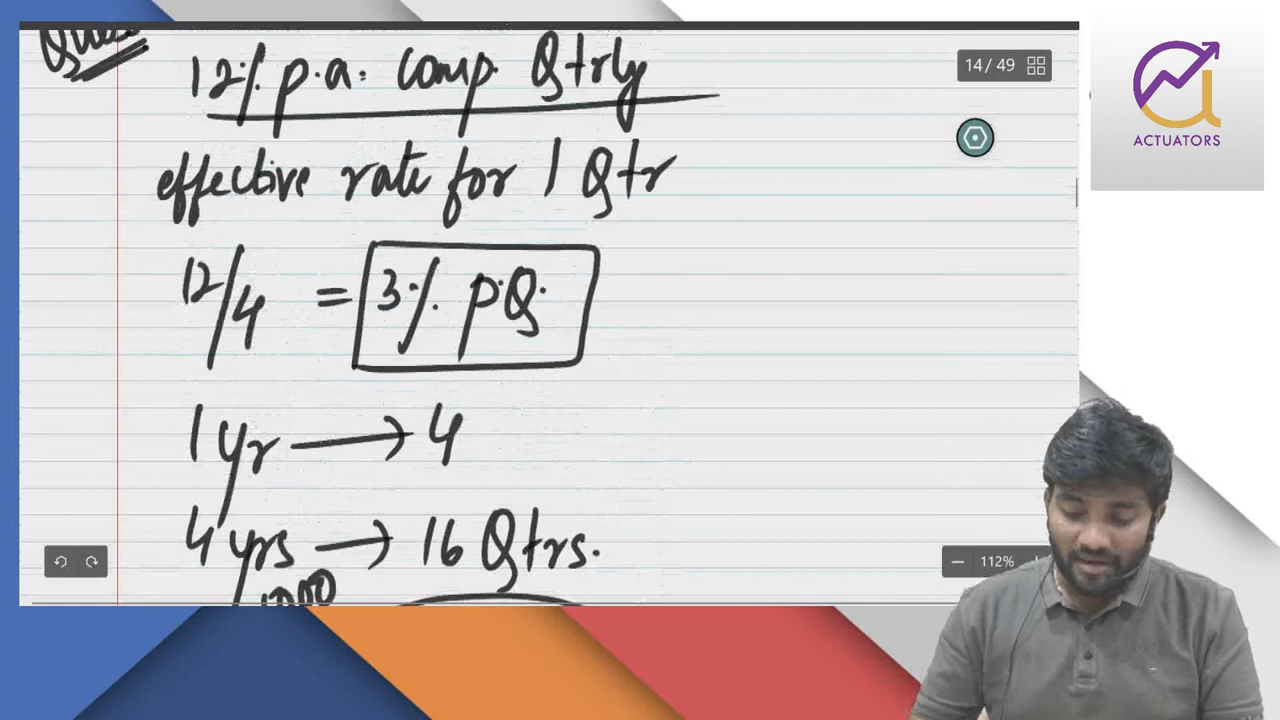 Ques
12% p.a. comp. Qtrly
effective rate for 1 Qtr
12/4 = 3% p.Q.
1 yr → 4
4 yrs → 16 Qtrs.
14 / 49
ACTUATORS
112%